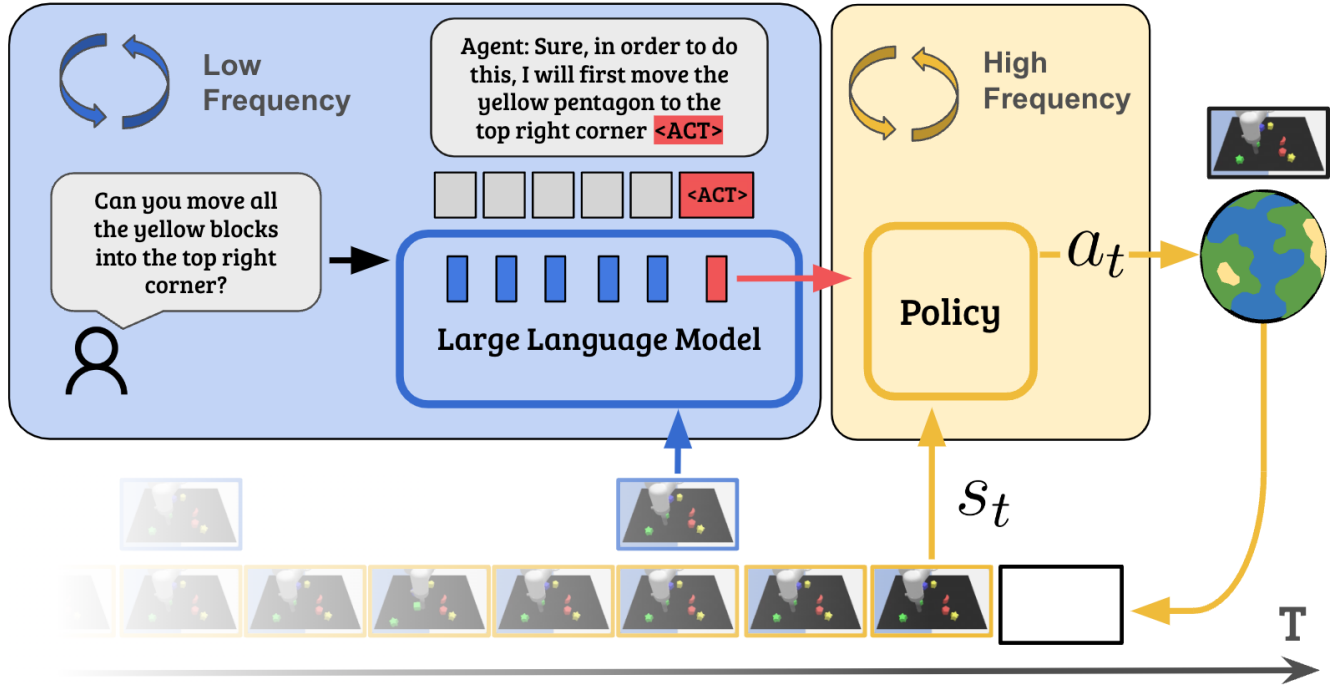 Low
Frequency
Agent: Sure, in order to do
this, I will first move the
yellow pentagon to the
top right corner <ACT>
High
Frequency
Can you move all
the yellow blocks
into the top right
corner?
<ACT>
Large Language Model
Policy
a_t
s_t
T